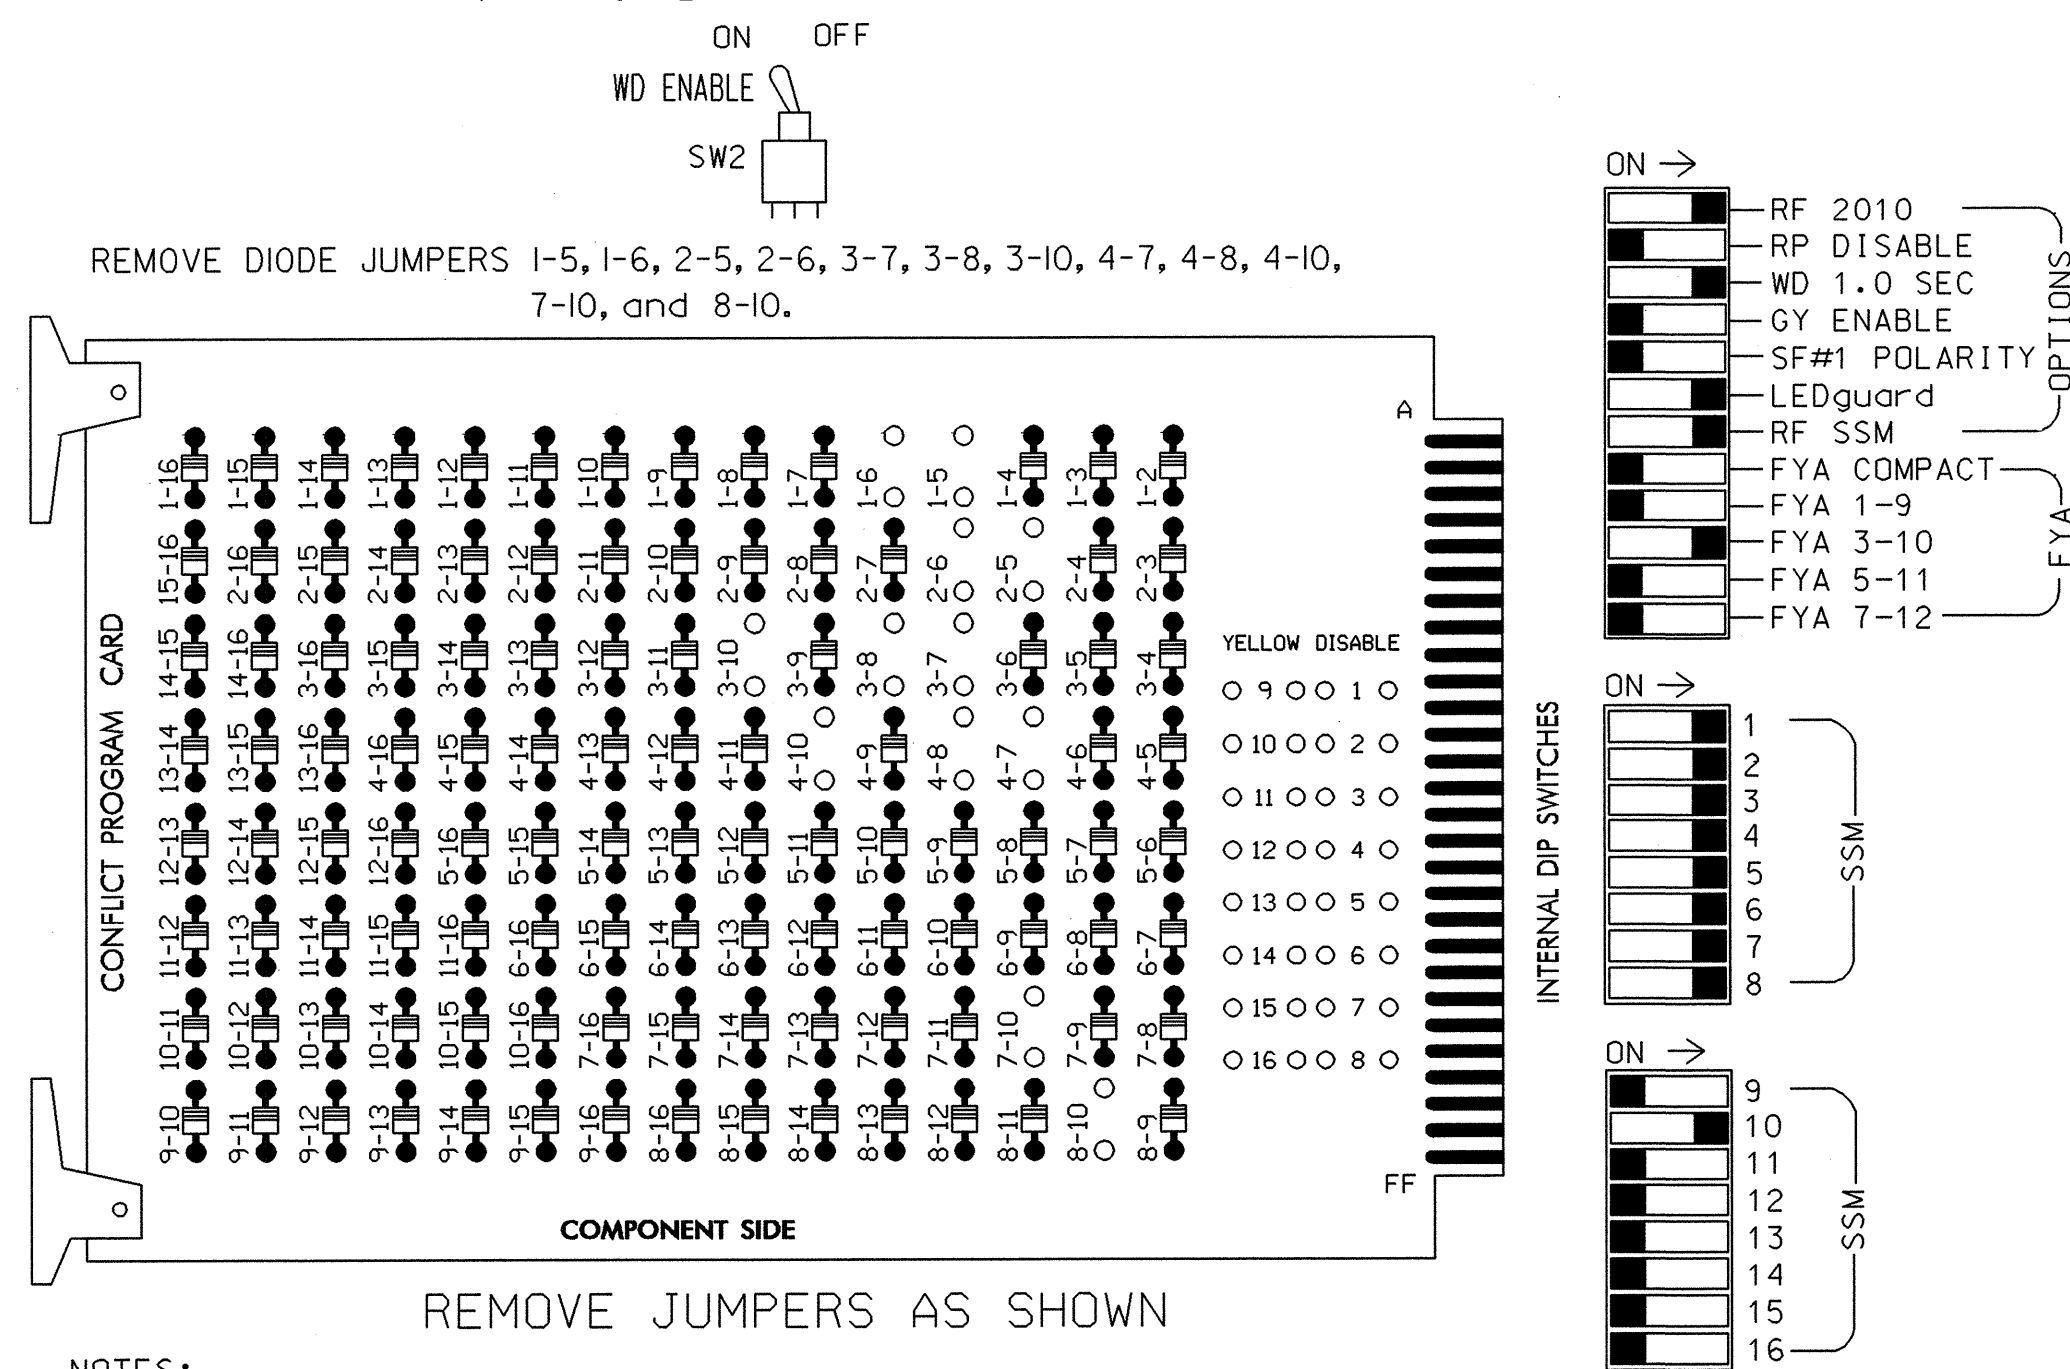 ON OFF
WD ENABLE
SW2
REMOVE DIODE JUMPERS 1-5, 1-6, 2-5, 2-6, 3-7, 3-8, 3-10, 4-7, 4-8, 4-10,
7-10, and 8-10.
CONFLICT PROGRAM CARD
A
1-16 1-15 1-14 1-13 1-12 1-11 1-10 1-9 1-8 1-7 1-6 1-5 1-4 1-3 1-2
15-16 2-16 2-15 2-14 2-13 2-12 2-11 2-10 2-9 2-8 2-7 2-6 2-5 2-4 2-3
14-15 14-16 3-16 3-15 3-14 3-13 3-12 3-11 3-10 3-9 3-8 3-7 3-6 3-5 3-4
13-14 13-15 13-16 4-16 4-15 4-14 4-13 4-12 4-11 4-10 4-9 4-8 4-7 4-6 4-5
12-13 12-14 12-15 12-16 5-16 5-15 5-14 5-13 5-12 5-11 5-10 5-9 5-8 5-7 5-6
11-12 11-13 11-14 11-15 11-16 6-16 6-15 6-14 6-13 6-12 6-11 6-10 6-9 6-8 6-7
10-11 10-12 10-13 10-14 10-15 10-16 7-16 7-15 7-14 7-13 7-12 7-11 7-10 7-9 7-8
9-10 9-11 9-12 9-13 9-14 9-15 9-16 8-16 8-15 8-14 8-13 8-12 8-11 8-10 8-9
YELLOW DISABLE
9 1
10 2
11 3
12 4
13 5
14 6
15 7
16 8
FF
COMPONENT SIDE
REMOVE JUMPERS AS SHOWN
NOTES:
INTERNAL DIP SWITCHES
ON →
RF 2010
RP DISABLE
WD 1.0 SEC
GY ENABLE
SF#1 POLARITY
LEDguard
RF SSM
OPTIONS
FYA COMPACT
FYA 1-9
FYA 3-10
FYA 5-11
FYA 7-12
FYA
ON →
1
2
3
4
5
6
7
8
SSM
ON →
9
10
11
12
13
14
15
16
SSM